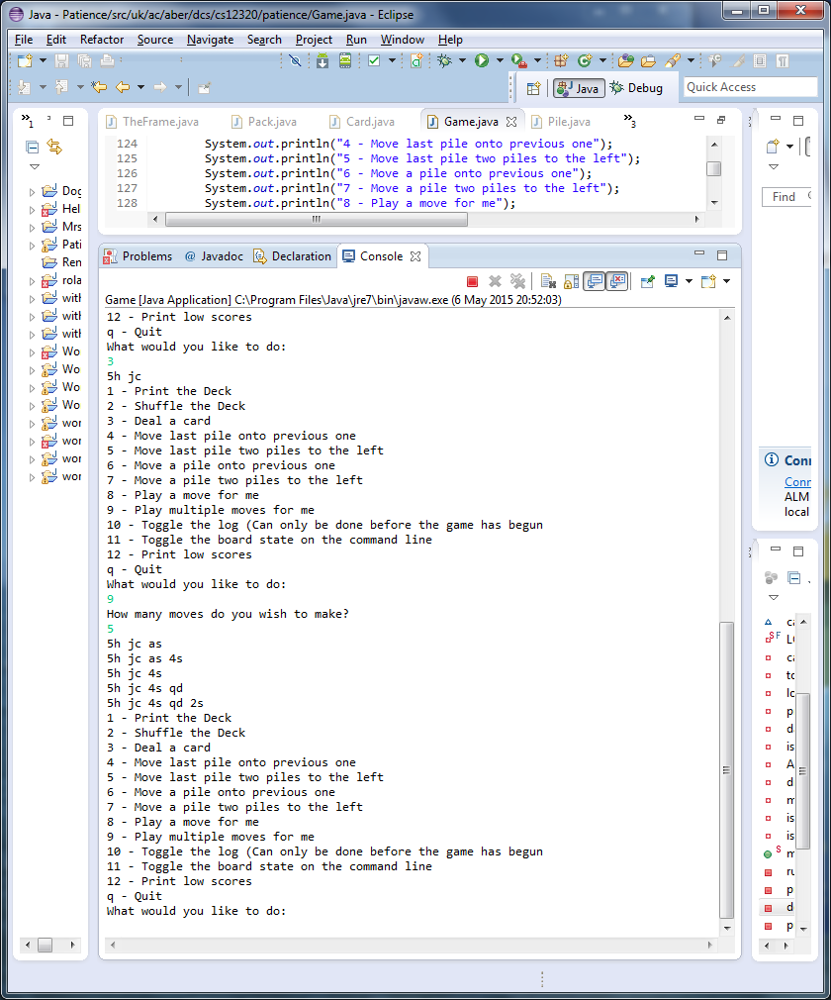 Java - Patience/src/uk/ac/aber/dcs/cs12320/patience/Game.java - Eclipse
File Edit Refactor Source Navigate Search Project Run Window Help
Java Debug Quick Access
1
TheFrame.java Pack.java Card.java Game.java Pile.java 3
124 System.out.println("4 - Move last pile onto previous one");
125 System.out.println("5 - Move last pile two piles to the left");
126 System.out.println("6 - Move a pile onto previous one");
127 System.out.println("7 - Move a pile two piles to the left");
128 System.out.println("8 - Play a move for me");
Dog
Hel
Mrs
Pati
Ren
rola
with
with
with
Wo
Wo
Wo
Wo
wor
wor
wor
wor
Find
Problems Javadoc Declaration Console
Game [Java Application] C:\Program Files\Java\jre7\bin\javaw.exe (6 May 2015 20:52:03)
12 - Print low scores
q - Quit
What would you like to do:
3
5h jc
1 - Print the Deck
2 - Shuffle the Deck
3 - Deal a card
4 - Move last pile onto previous one
5 - Move last pile two piles to the left
6 - Move a pile onto previous one
7 - Move a pile two piles to the left
8 - Play a move for me
9 - Play multiple moves for me
10 - Toggle the log (Can only be done before the game has begun
11 - Toggle the board state on the command line
12 - Print low scores
q - Quit
What would you like to do:
9
How many moves do you wish to make?
5
5h jc as
5h jc as 4s
5h jc 4s
5h jc 4s qd
5h jc 4s qd 2s
1 - Print the Deck
2 - Shuffle the Deck
3 - Deal a card
4 - Move last pile onto previous one
5 - Move last pile two piles to the left
6 - Move a pile onto previous one
7 - Move a pile two piles to the left
8 - Play a move for me
9 - Play multiple moves for me
10 - Toggle the log (Can only be done before the game has begun
11 - Toggle the board state on the command line
12 - Print low scores
q - Quit
What would you like to do:
Conn
Conn
ALM
local
ca
LO
ca
to
lo
p
d
is
A
d
m
is
is
m
ru
p
d
p